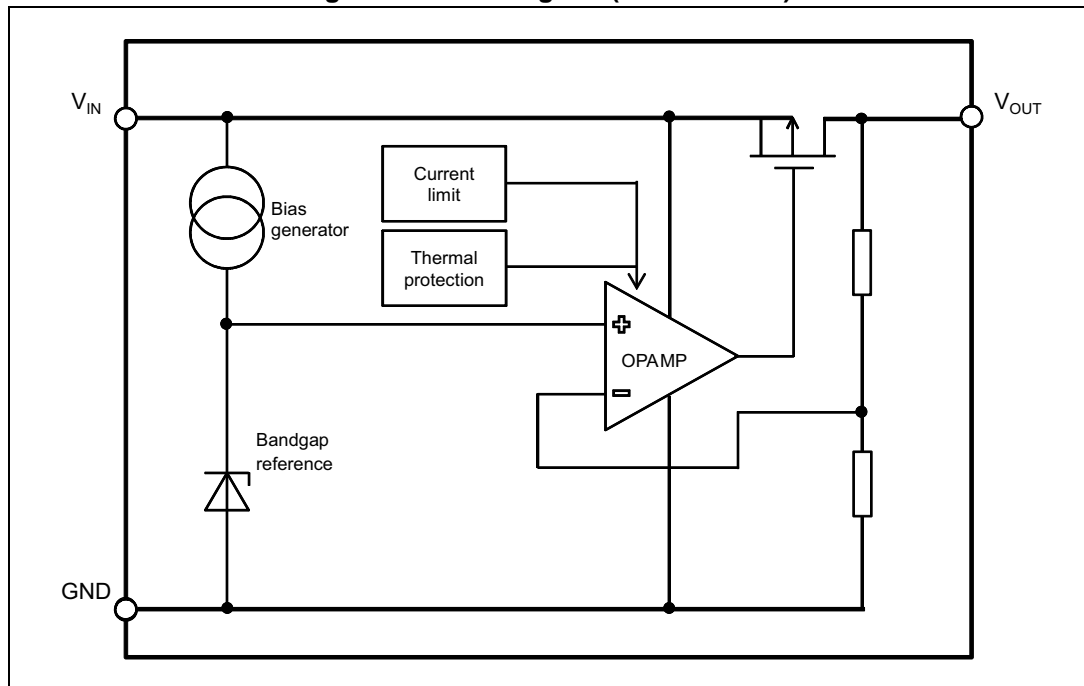 V_IN
V_OUT
Current
limit
Bias
generator
Thermal
protection
+
OPAMP
-
Bandgap
reference
GND